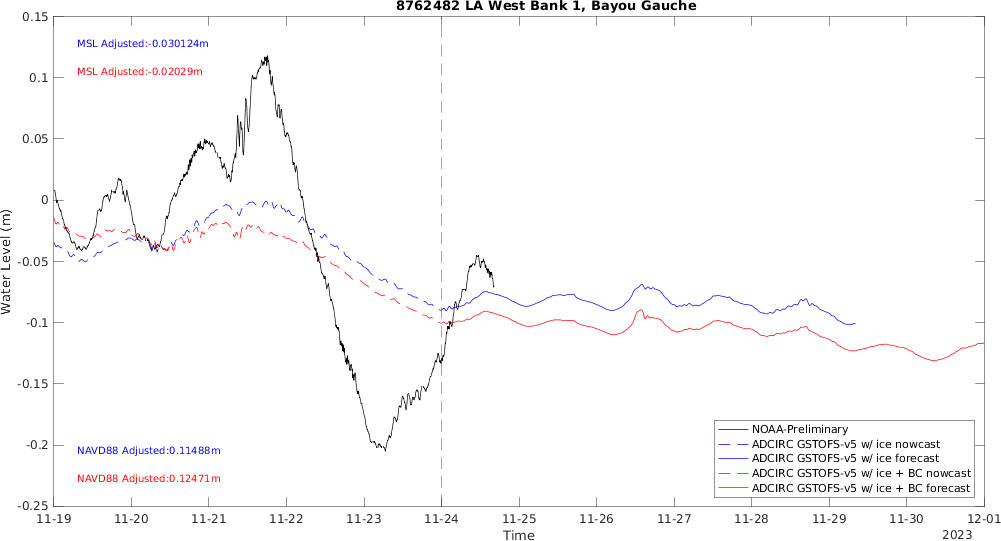 8762482 LA West Bank 1, Bayou Gauche
MSL Adjusted:-0.030124m
MSL Adjusted:-0.02029m
NAVD88 Adjusted:0.11488m
NAVD88 Adjusted:0.12471m
Water Level (m)
0.15
0.1
0.05
0
-0.05
-0.1
-0.15
-0.2
-0.25
NOAA-Preliminary
ADCIRC GSTOFS-v5 w/ ice nowcast
ADCIRC GSTOFS-v5 w/ ice forecast
ADCIRC GSTOFS-v5 w/ ice + BC nowcast
ADCIRC GSTOFS-v5 w/ ice + BC forecast
11-19 11-20 11-21 11-22 11-23 11-24 11-25 11-26 11-27 11-28 11-29 11-30 12-01
Time
2023